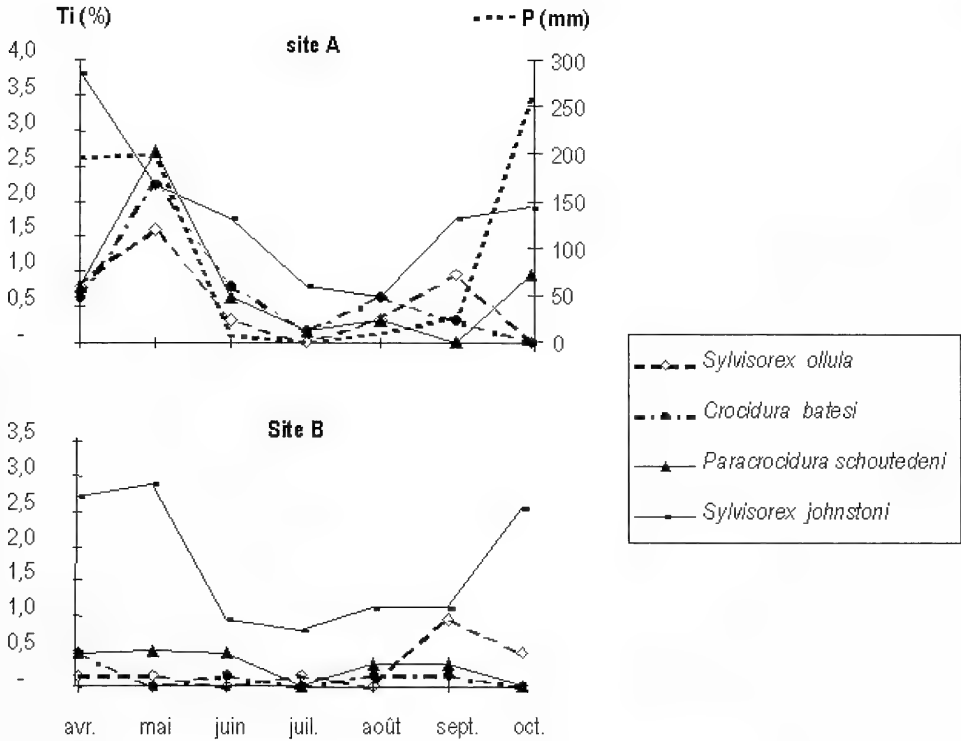 Ti (%)
P (mm)
site A
4,0
3,5
3,0
2,5
2,0
1,5
1,0
0,5
-
300
250
200
150
100
50
0
Sylvisorex ollula
Crocidura batesi
Paracrocidura schoutedeni
Sylvisorex johnstoni
Site B
3,5
3,0
2,5
2,0
1,5
1,0
0,5
-
avr. mai juin juil. août sept. oct.